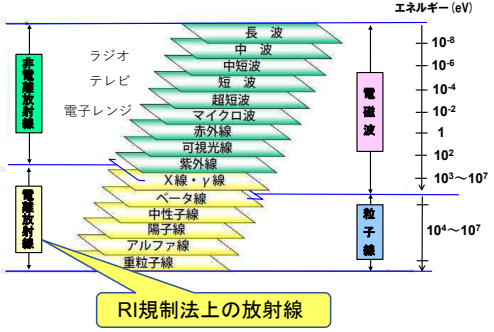 エネルギー(eV)
長 波
中 波
中短波
短 波
超短波
マイクロ波
赤外線
可視光線
紫外線
X線・γ線
ベータ線
中性子線
陽子線
アルファ線
重粒子線
ラジオ
テレビ
電子レンジ
非電離放射線
電離放射線
電磁波
粒子線
10-8
10-6
10-4
10-2
1
102
103～107
104～107
RI規制法上の放射線